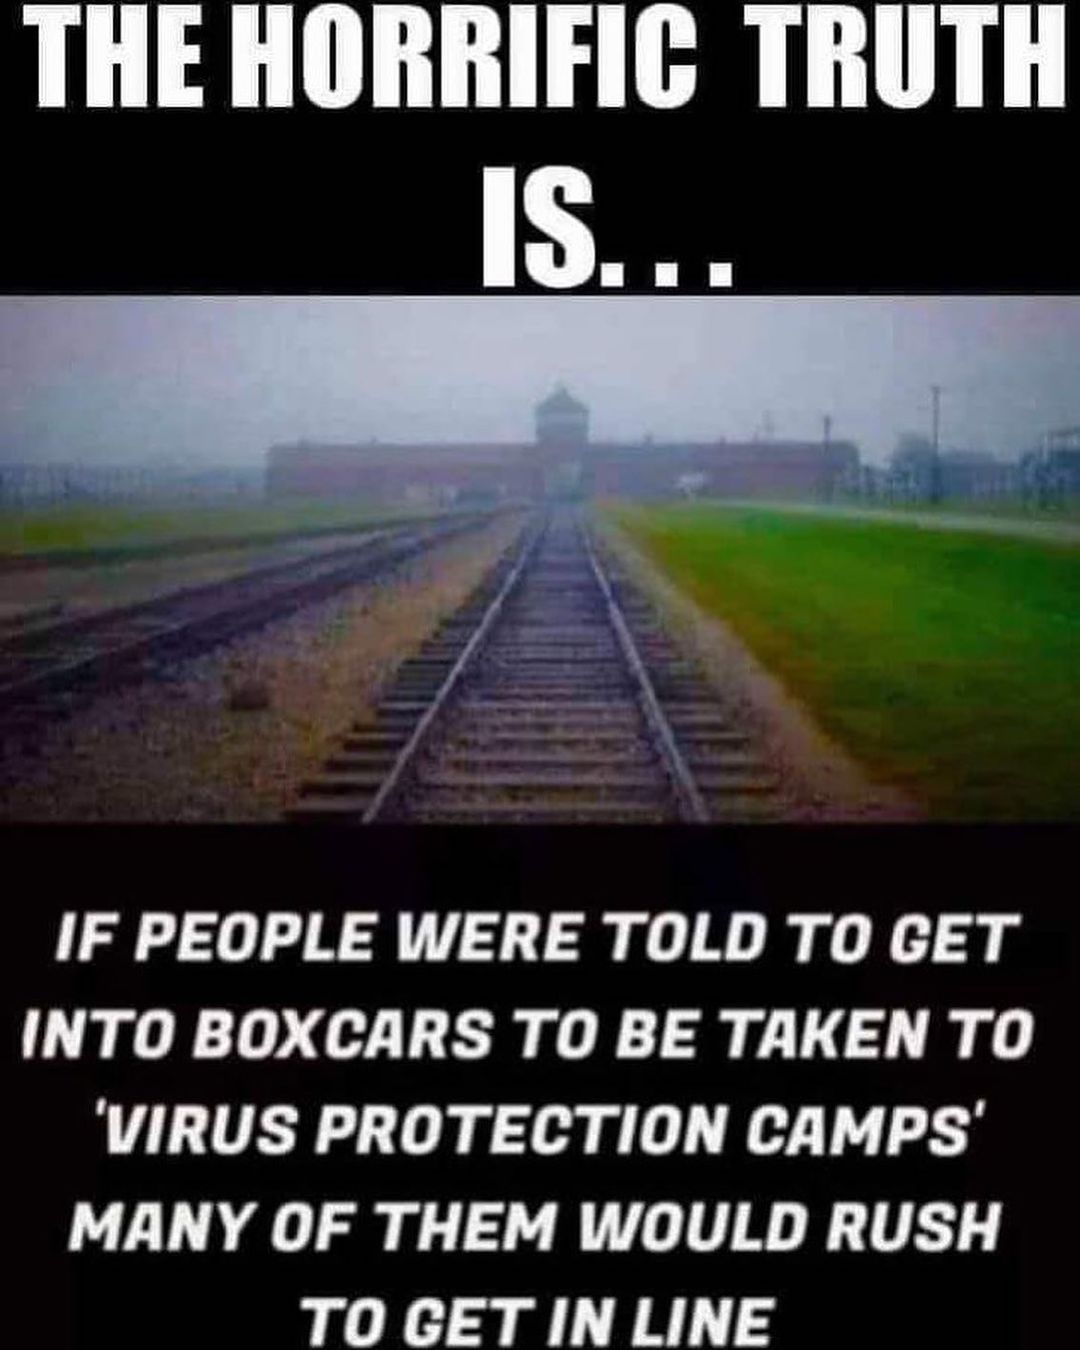 THE HORRIFIC TRUTH
IS...
IF PEOPLE WERE TOLD TO GET
INTO BOXCARS TO BE TAKEN TO
'VIRUS PROTECTION CAMPS'
MANY OF THEM WOULD RUSH
TO GET IN LINE